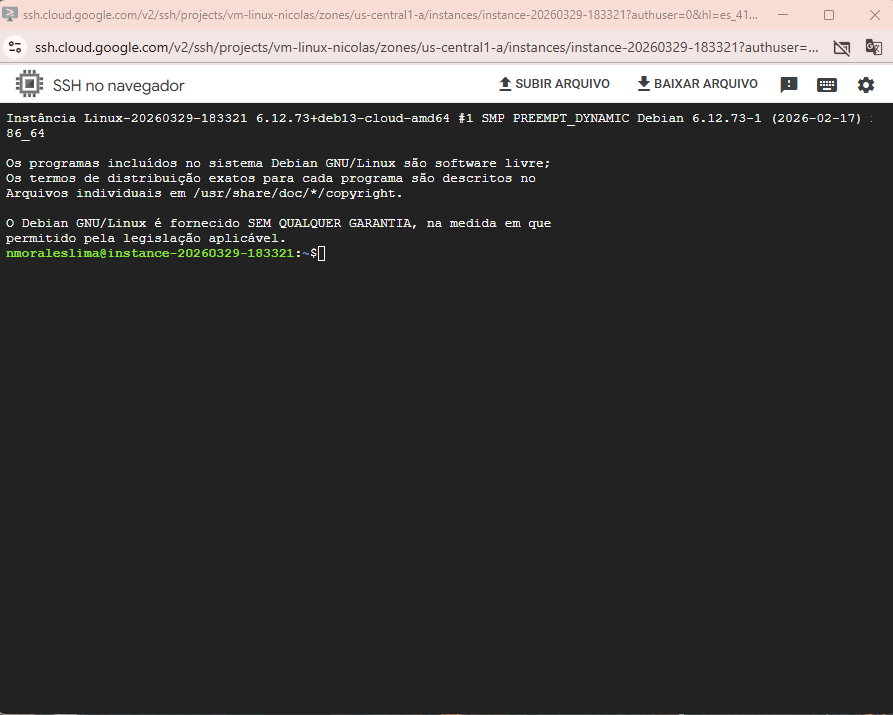 ssh.cloud.google.com/v2/ssh/projects/vm-linux-nicolas/zones/us-central1-a/instances/instance-20260329-183321?authuser=0&hl=es_41...
ssh.cloud.google.com/v2/ssh/projects/vm-linux-nicolas/zones/us-central1-a/instances/instance-20260329-183321?authuser=...
SSH no navegador
SUBIR ARQUIVO
BAIXAR ARQUIVO
Instância Linux-20260329-183321 6.12.73+deb13-cloud-amd64 #1 SMP PREEMPT_DYNAMIC Debian 6.12.73-1 (2026-02-17)
86_64
Os programas incluídos no sistema Debian GNU/Linux são software livre;
Os termos de distribuição exatos para cada programa são descritos no
Arquivos individuais em /usr/share/doc/*/copyright.
O Debian GNU/Linux é fornecido SEM QUALQUER GARANTIA, na medida em que
permitido pela legislação aplicável.
nmoraleslima@instance-20260329-183321:~$